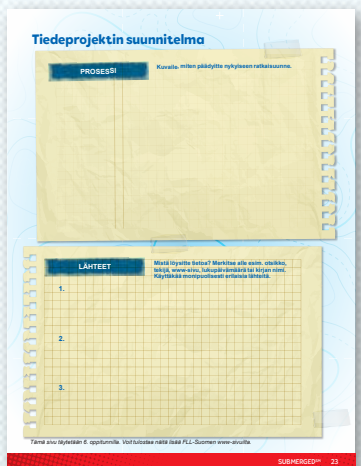 Tiedeprojektin suunnitelma
PROSESSI
Kuvaile, miten päädyitte nykyiseen ratkaisuunne.
LÄHTEET
Mistä löysitte tietoa? Merkitse alle esim. otsikko,
tekijä, www-sivu, lukupäivämäärä tai kirjan nimi.
Käyttäkää monipuolisesti erilaisia lähteitä.
1.
2.
3.
Tämä sivu täytetään 6. oppitunnilla. Voit tulostaa näitä lisää FLL-Suomen www-sivuilta.
SUBMERGED℠ 23